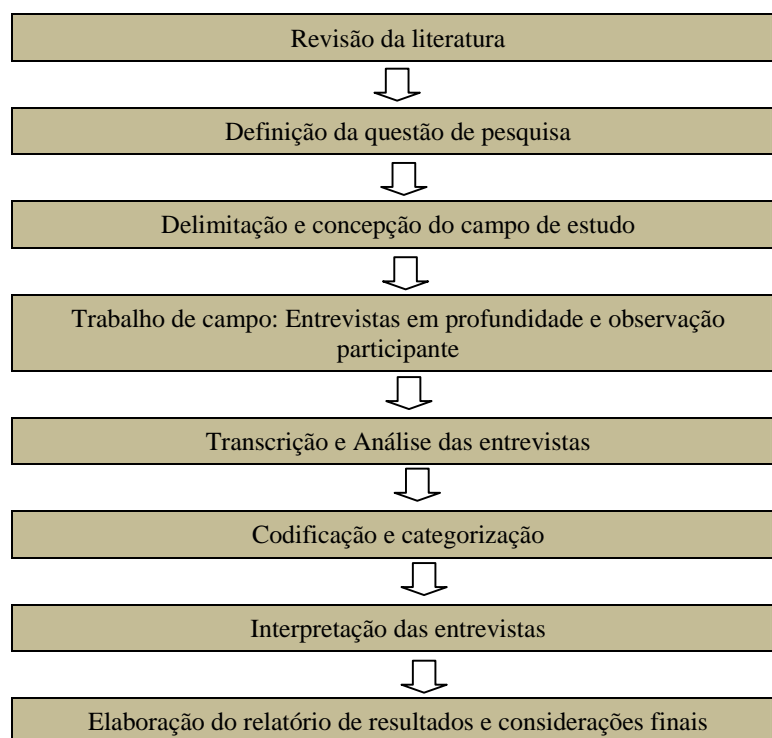 Revisão da literatura
Definição da questão de pesquisa
Delimitação e concepção do campo de estudo
Trabalho de campo: Entrevistas em profundidade e observação
participante
Transcrição e Análise das entrevistas
Codificação e categorização
Interpretação das entrevistas
Elaboração do relatório de resultados e considerações finais